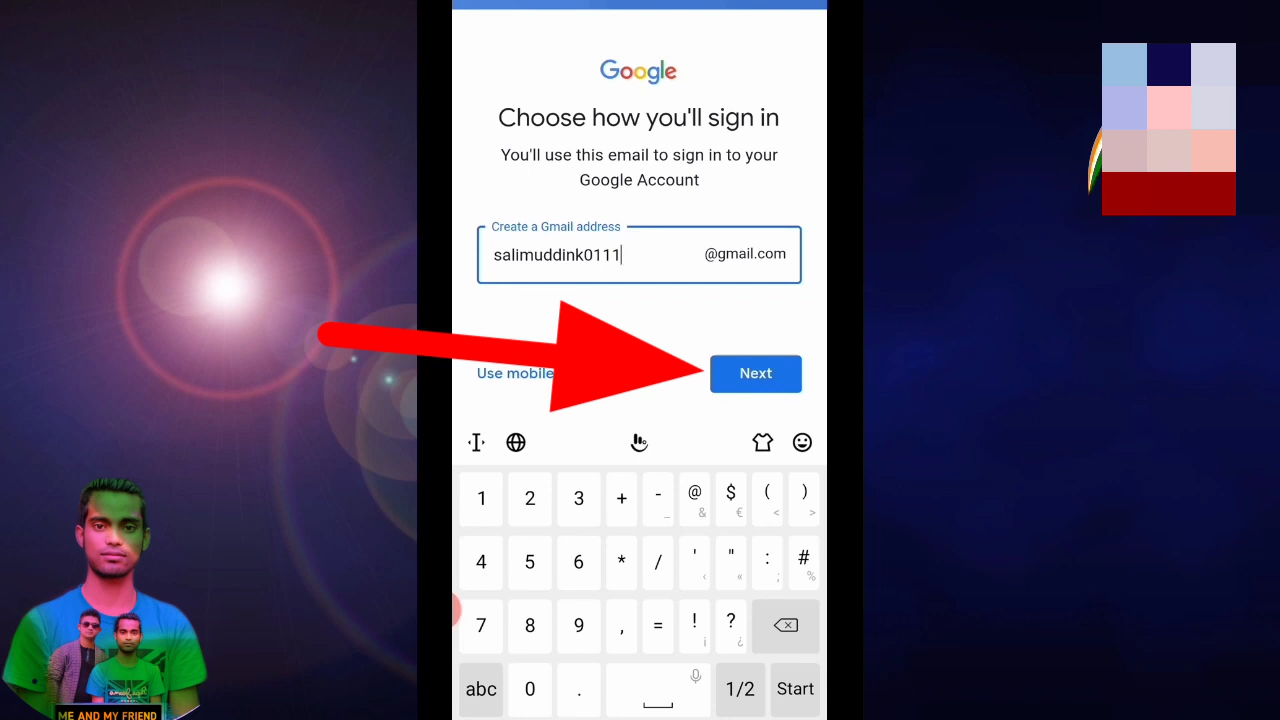 Google
Choose how you'll sign in
You'll use this email to sign in to your
Google Account
Create a Gmail address
salimuddink0111 @gmail.com
Use mobile
Next
1 2 3 + - _ @ & $ € ( < ) >
4 5 6 * / ' ‹ " « : ; # %
7 8 9 , = ! ¡ ? ¿
abc 0 . 1/2 Start
ME AND MY FRIEND